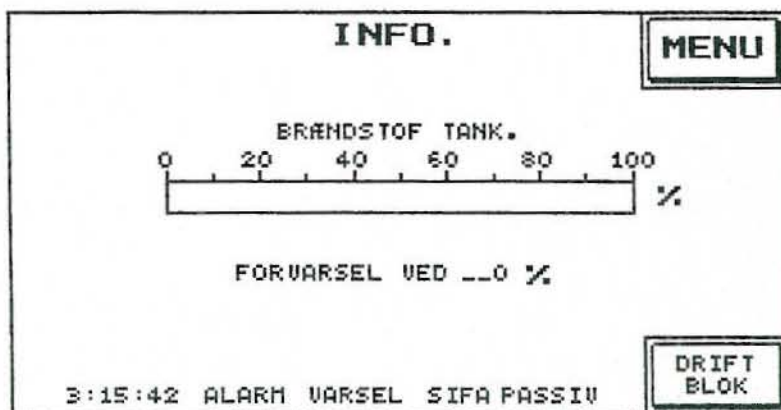 INFO.
MENU
BRÆNDSTOF TANK.
0 20 40 60 80 100
%
FORVARSEL VED __0 %
DRIFT
BLOK
3:15:42 ALARM VARSEL SIFA PASSIV